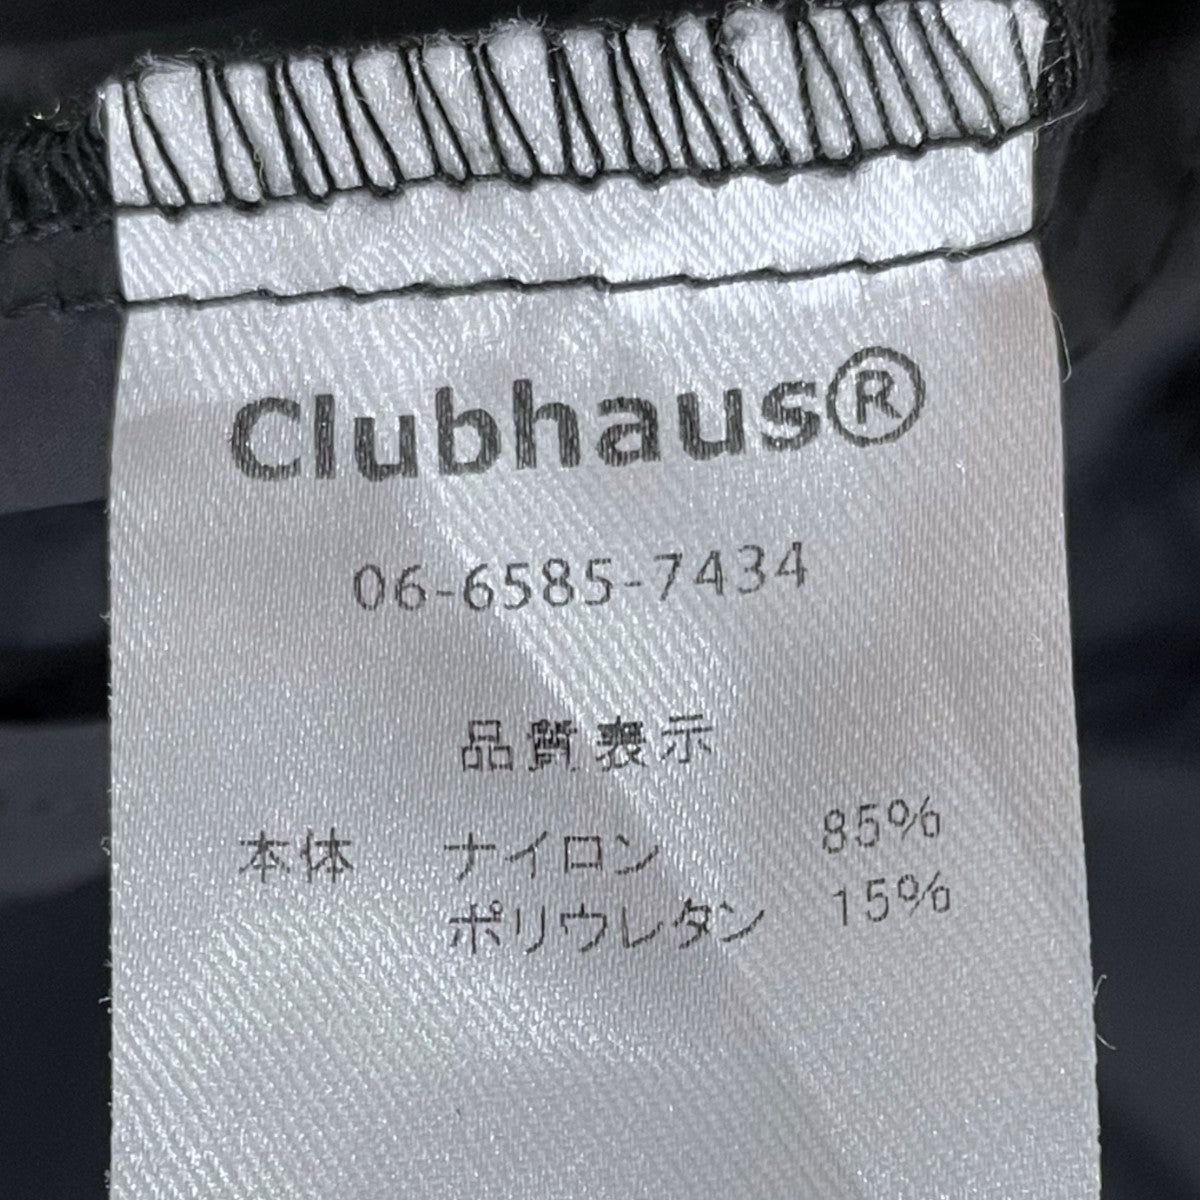 Clubhaus®
06-6585-7434
品質表示
本体 ナイロン 85%
ポリウレタン 15%